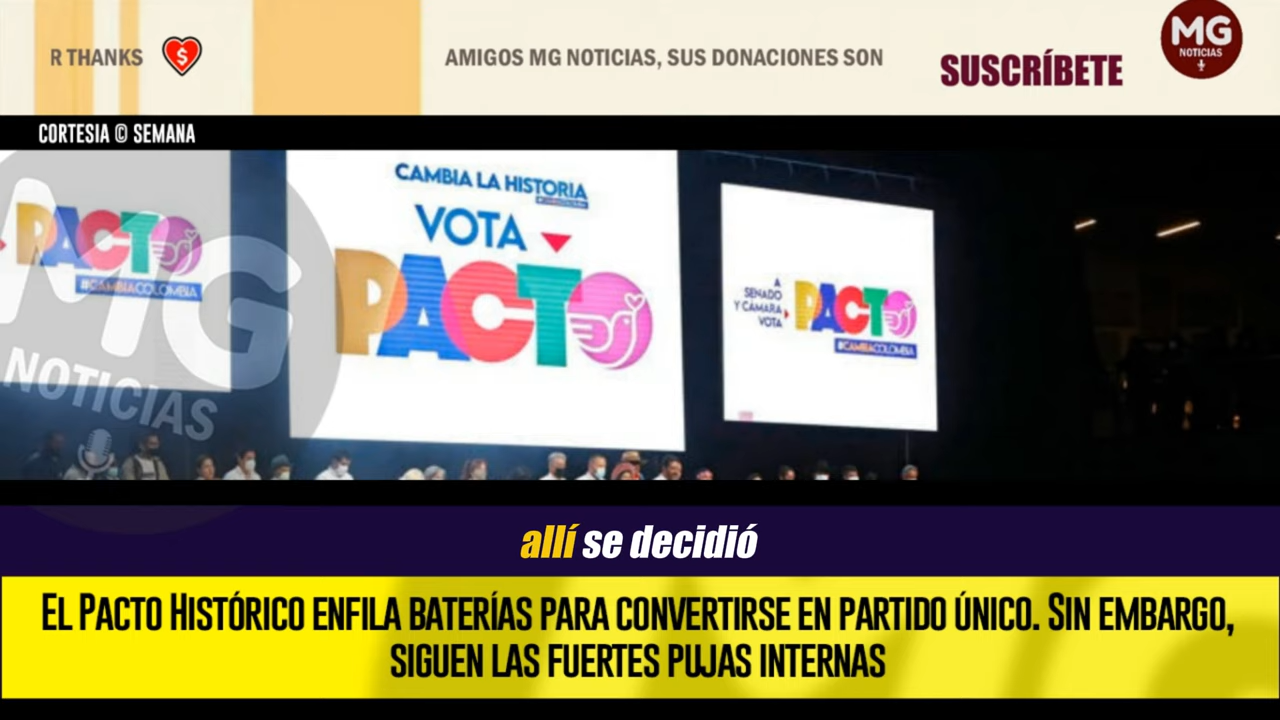 R THANKS
AMIGOS MG NOTICIAS, SUS DONACIONES SON
SUSCRÍBETE
MG
NOTICIAS
CORTESIA © SEMANA
CAMBIA LA HISTORIA
VOTA
PACTO
PACTO
#CAMBIACOLOMBIA
A
SENADO
Y CÁMARA
VOTA
PACTO
#CAMBIACOLOMBIA
MG
NOTICIAS
allí se decidió
EL PACTO HISTÓRICO ENFILA BATERÍAS PARA CONVERTIRSE EN PARTIDO ÚNICO. SIN EMBARGO,
SIGUEN LAS FUERTES PUJAS INTERNAS